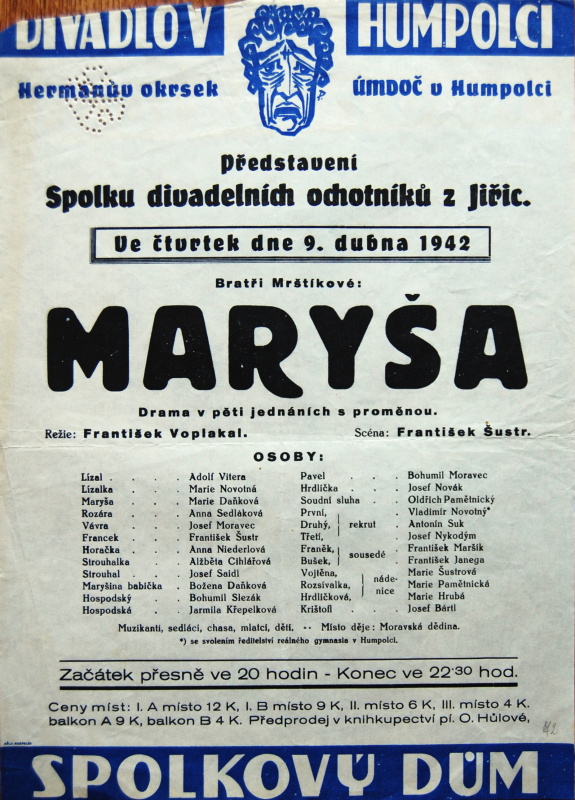 DIVADLO V HUMPOLCI
Heřmanův okrsek ÚMDOČ v Humpolci
Představení
Spolku divadelních ochotníků z Jiřic.
Ve čtvrtek dne 9. dubna 1942
Bratři Mrštíkové:
MARYŠA
Drama v pěti jednáních s proměnou.
Režie: František Voplakal. Scéna: František Šustr.
OSOBY:
Lízal . . . . Adolf Vitera
Lízalka . . . Marie Novotná
Maryša . . . Marie Daňková
Rozára . . . Anna Sedláková
Vávra . . . Josef Moravec
Francek . . . František Šustr
Horačka . . . Anna Niederlová
Strouhalka . . Alžběta Cihlářová
Strouhal . . . Josef Saidl
Maryšina babička . Božena Daňková
Hospodský . . Bohumil Slezák
Hospodská . . Jarmila Křepelková
Pavel . . . . Bohumil Moravec
Hrdlička . . . Josef Novák
Soudní sluha . . Oldřich Pamětnický
První, Vladimír Novotný*
Druhý, rekrut . Antonín Suk
Třetí, Josef Nykodým
Franěk, František Maršík
Bušek, sousedé . František Janega
Vojtěna, Marie Šustrová
Rozsívalka, náde-nice Marie Pamětnická
Hrdličková, Marie Hrubá
Krištofl . . . Josef Bártl
Muzikanti, sedláci, chasa, mlatci, děti. •• Místo děje: Moravská dědina.
*) se svolením ředitelství reálného gymnasia v Humpolci.
Začátek přesně ve 20 hodin - Konec ve 22·30 hod.
Ceny míst: I. A místo 12 K, I. B místo 9 K, II. místo 6 K, III. místo 4 K.
balkon A 9 K, balkon B 4 K. Předprodej v knihkupectví pí. O. Hůlové,
SPOLKOVÝ DŮM